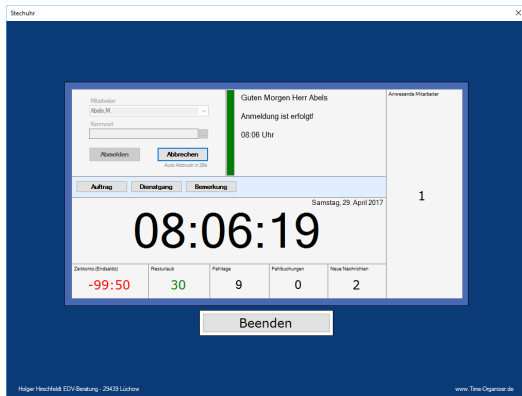 Stechuhr
Mitarbeiter
Abels, M.
Kennwort
Abmelden
Abbrechen
Auto Abbruch in 28s
Guten Morgen Herr Abels
Anmeldung ist erfolgt!
08:06 Uhr
Anwesende Mitarbeiter
1
Auftrag
Dienstgang
Bemerkung
Samstag, 29. April 2017
08:06:19
Zeitkonto (Endsaldo)
-99:50
Resturlaub
30
Fehltage
9
Fehlbuchungen
0
Neue Nachrichten
2
Beenden
Holger Hirschfeldt EDV-Beratung - 29439 Lüchow
www.Time-Organizer.de